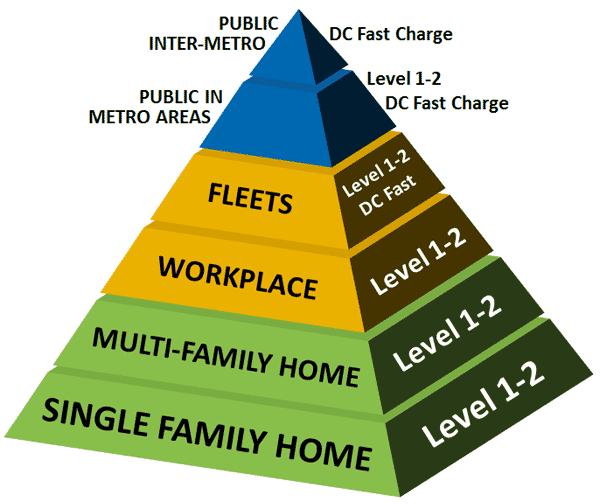 PUBLIC
INTER-METRO
DC Fast Charge
PUBLIC IN
METRO AREAS
Level 1-2
DC Fast Charge
FLEETS
Level 1-2
DC Fast
WORKPLACE
Level 1-2
MULTI-FAMILY HOME
Level 1-2
SINGLE FAMILY HOME
Level 1-2